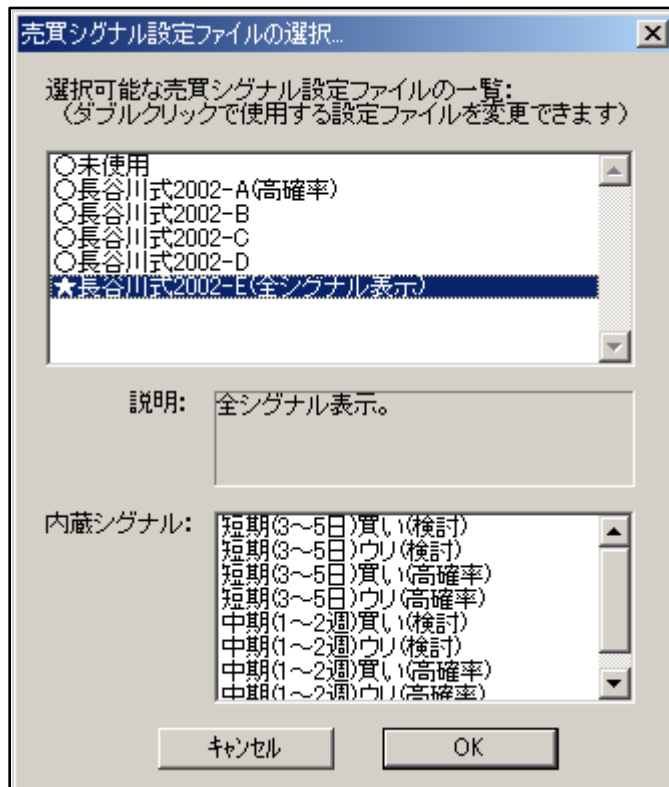 売買シグナル設定ファイルの選択...
選択可能な売買シグナル設定ファイルの一覧:
(ダブルクリックで使用する設定ファイルを変更できます)
○未使用
○長谷川式2002-A(高確率)
○長谷川式2002-B
○長谷川式2002-C
○長谷川式2002-D
★長谷川式2002-E(全シグナル表示)
説明:
全シグナル表示。
内蔵シグナル:
短期(3～5日)買い(検討)
短期(3～5日)ウリ(検討)
短期(3～5日)買い(高確率)
短期(3～5日)ウリ(高確率)
中期(1～2週)買い(検討)
中期(1～2週)ウリ(検討)
中期(1～2週)買い(高確率)
中期(1～2週)ウリ(高確率)
ｷｬﾝｾﾙ
OK